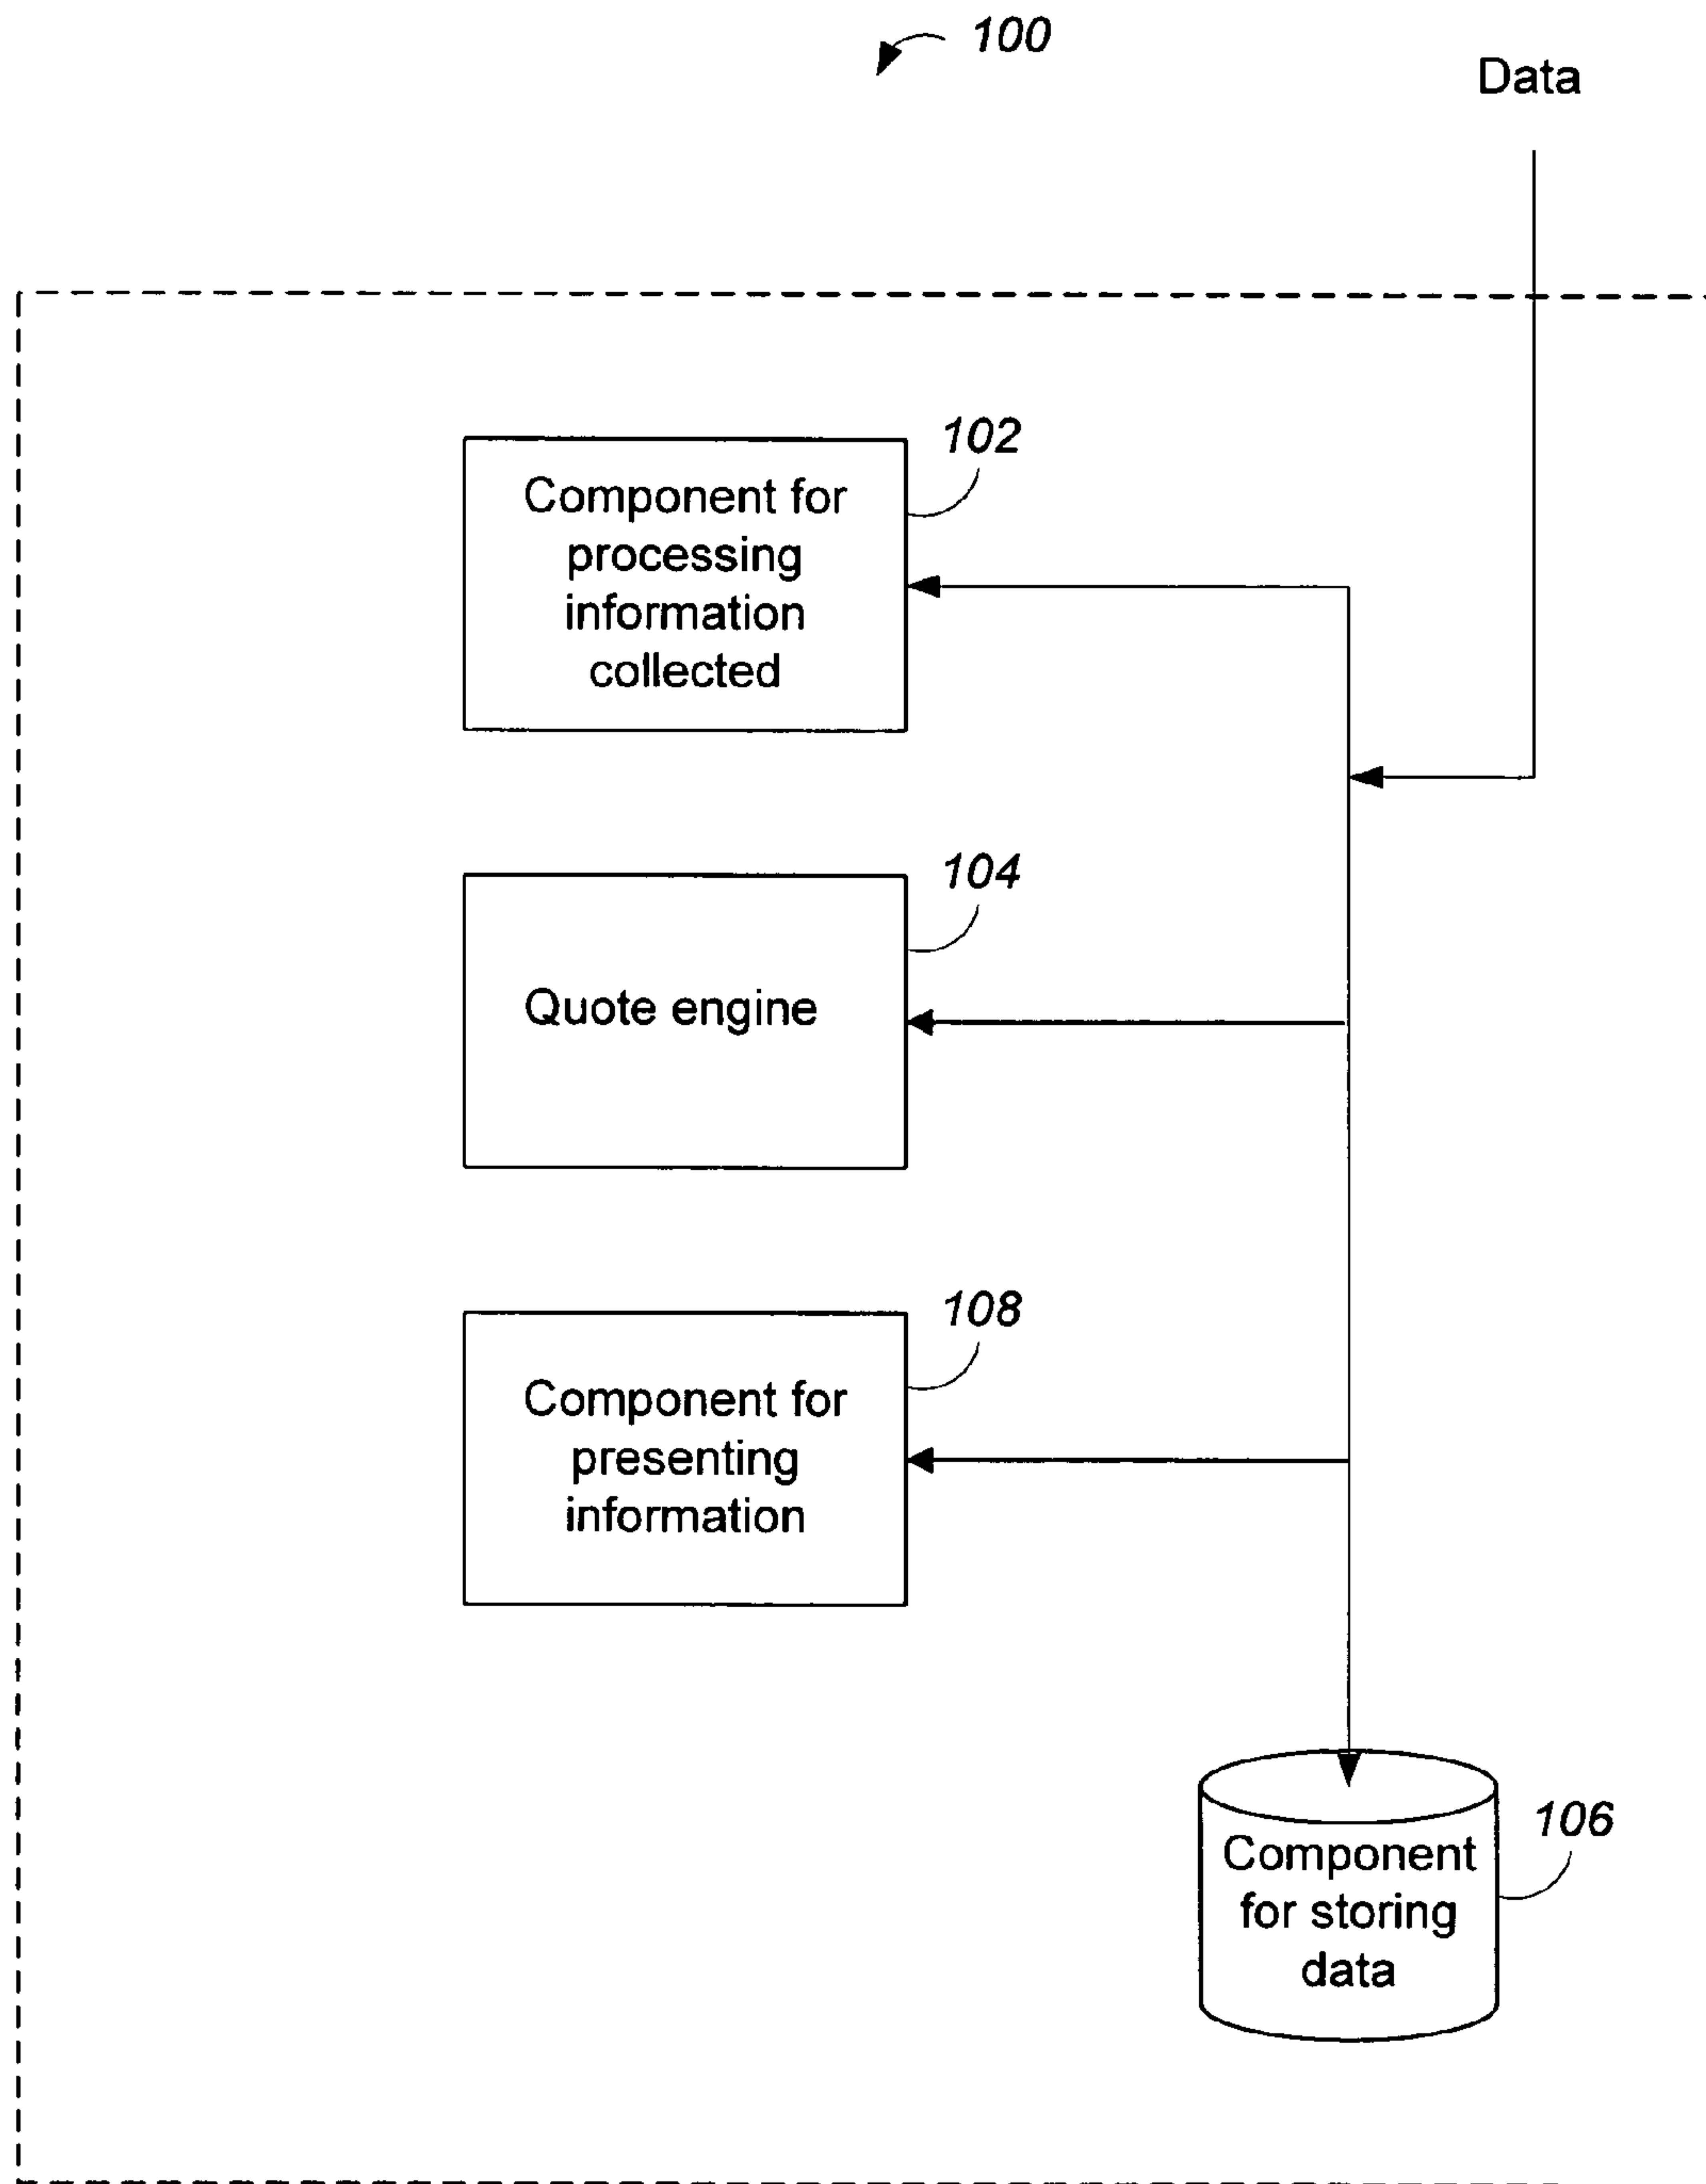 100
Data
102
Component for
processing
information
collected
104
Quote engine
108
Component for
presenting
information
106
Component
for storing
data